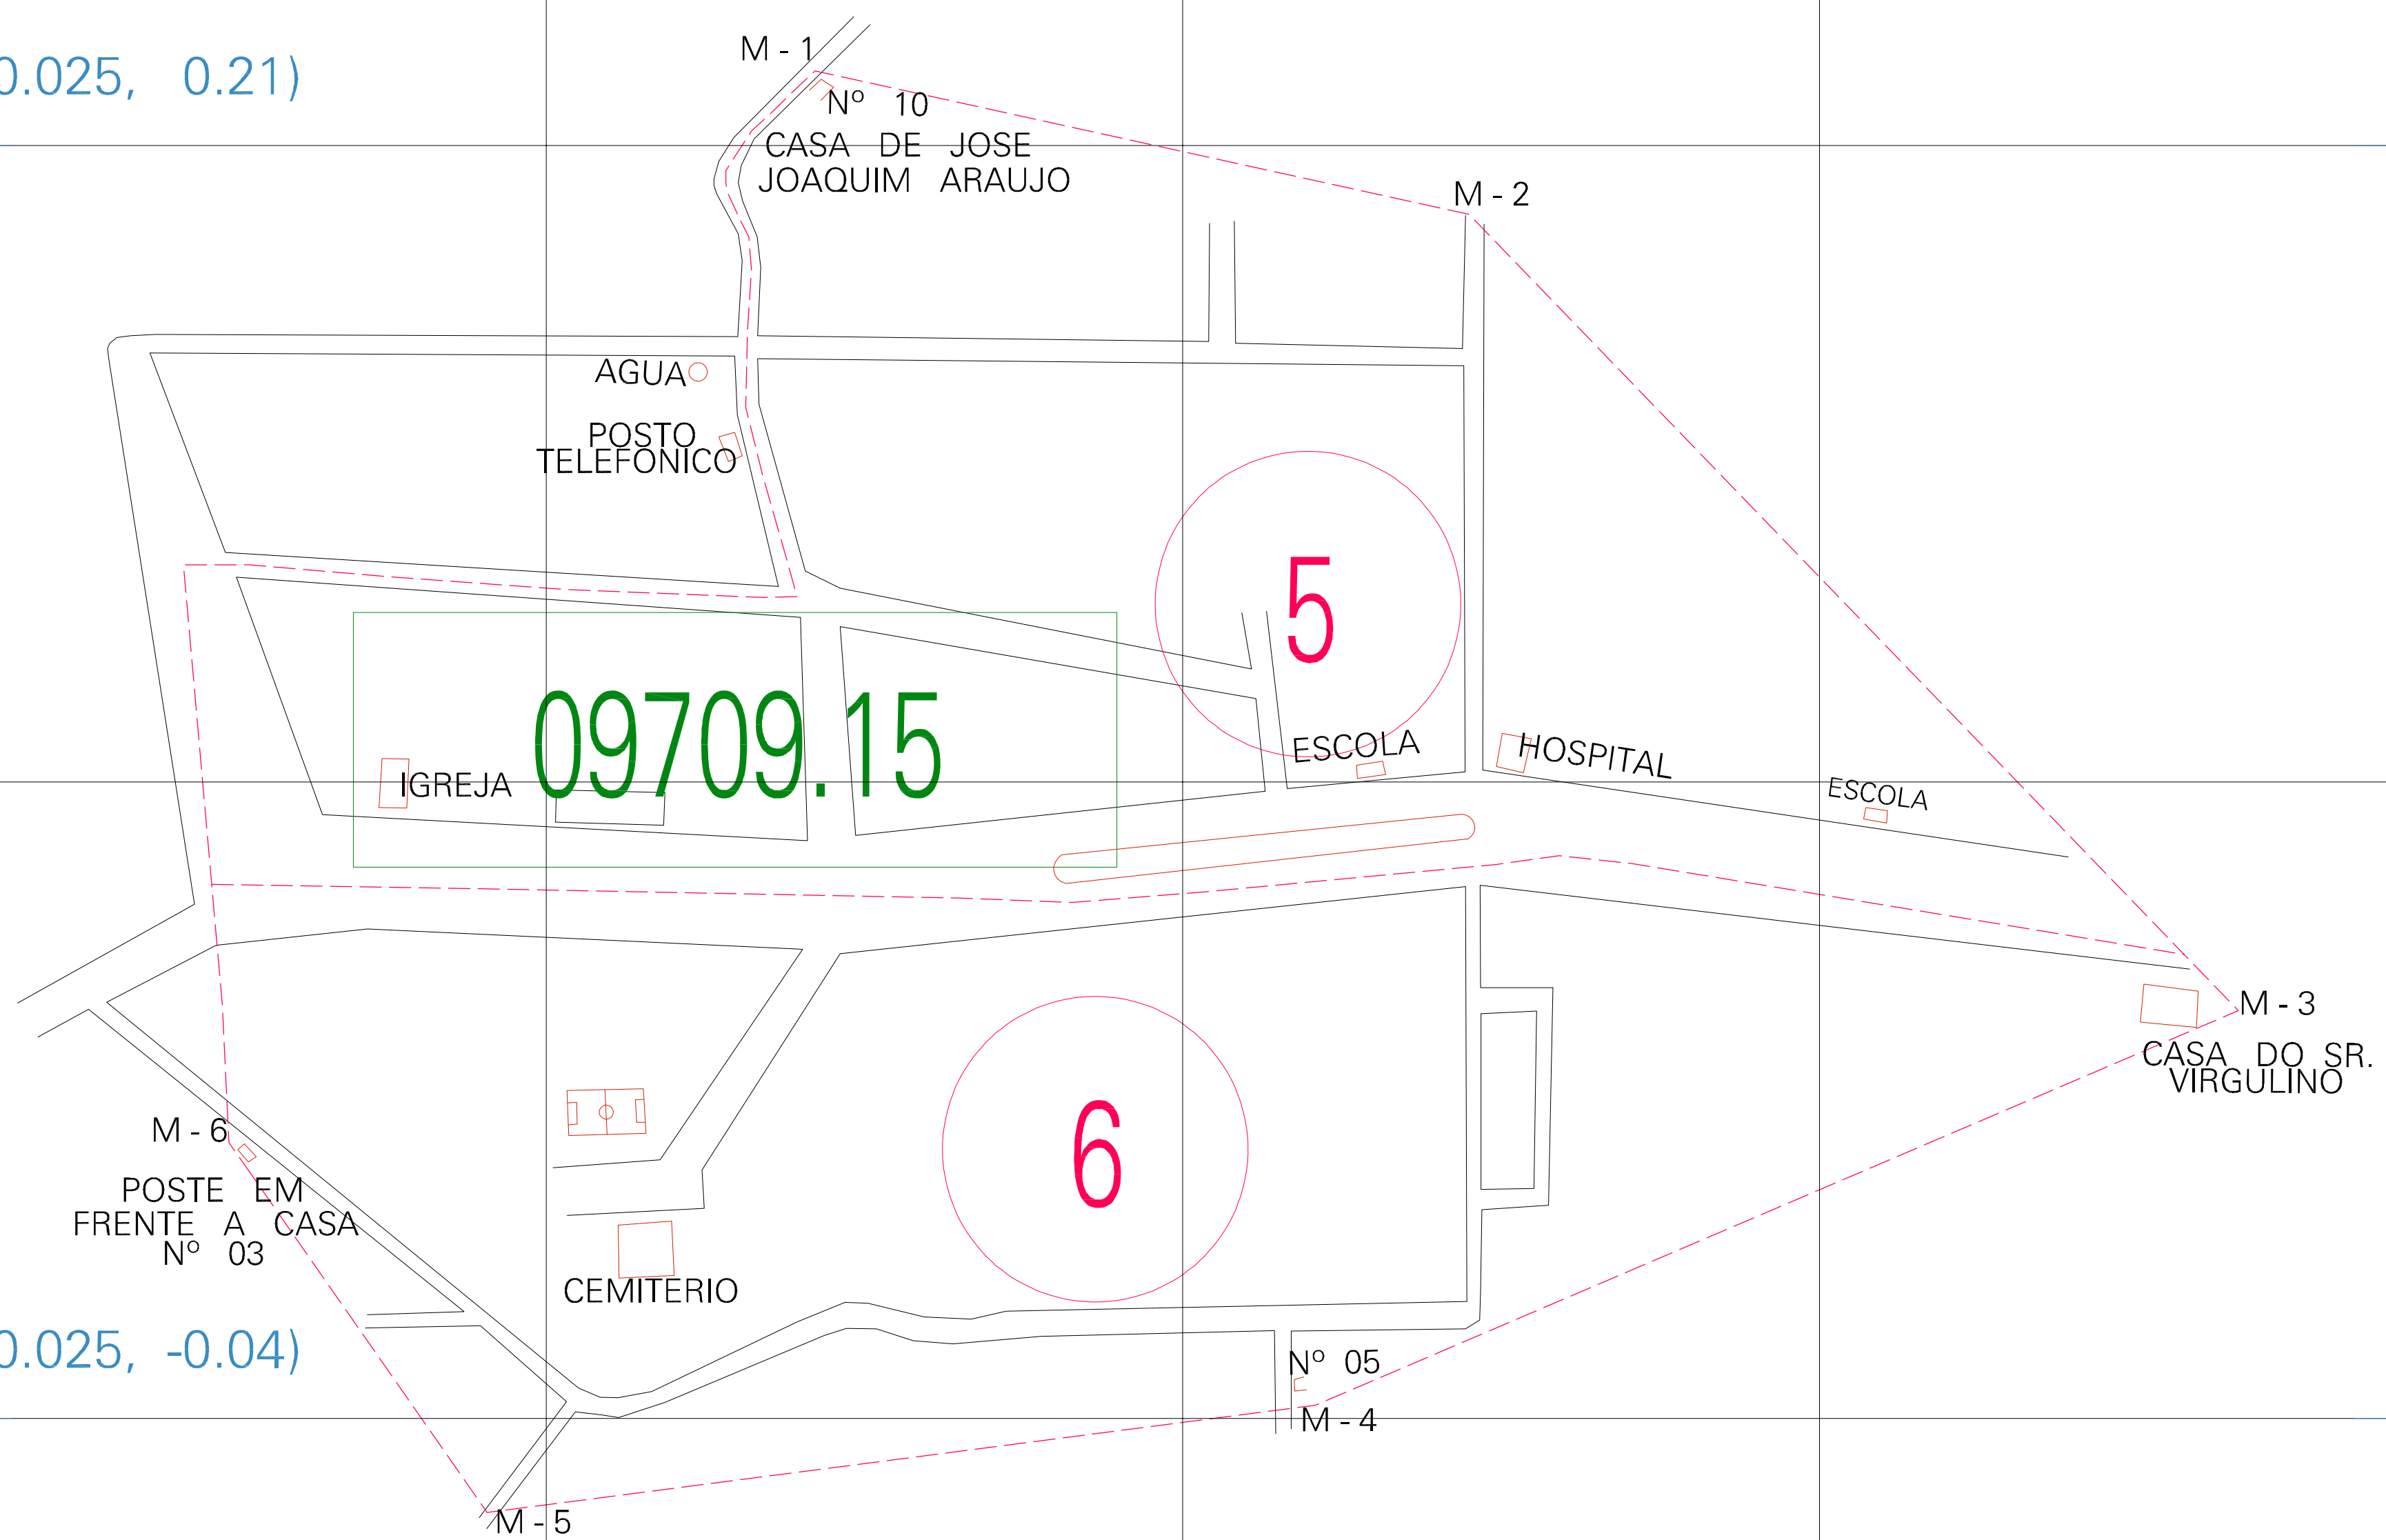 M - 1
0.025, 0.21)
Nº 10
CASA DE JOSE
JOAQUIM ARAUJO
M - 2
AGUA
POSTO
TELEFONICO
5
09709.15
ESCOLA
HOSPITAL
IGREJA
ESCOLA
M - 3
CASA DO SR.
VIRGULINO
6
M - 6
POSTE EM
FRENTE A CASA
Nº 03
CEMITERIO
0.025, -0.04)
Nº 05
M - 4
M - 5